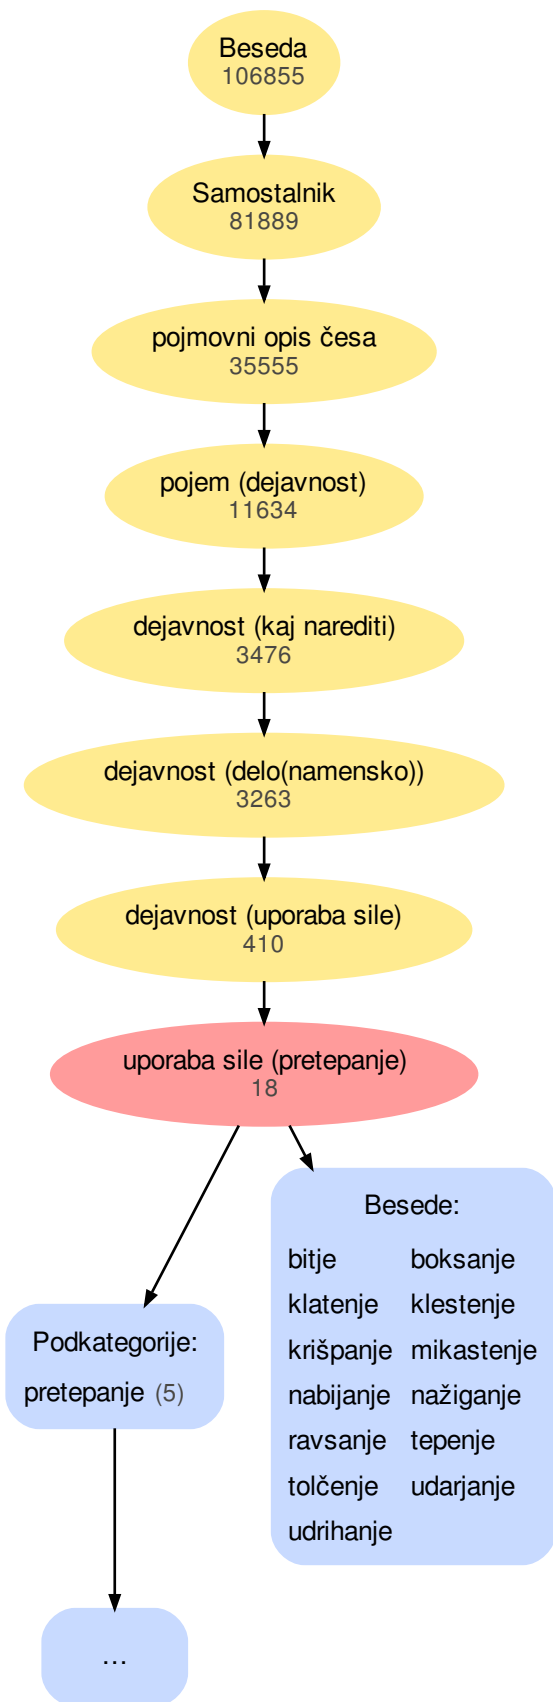 Beseda
106855
Samostalnik
81889
pojmovni opis česa
35555
pojem (dejavnost)
11634
dejavnost (kaj narediti)
3476
dejavnost (delo(namensko))
3263
dejavnost (uporaba sile)
410
uporaba sile (pretepanje)
18
Besede:
bitje boksanje
klatenje klestenje
krišpanje mikastenje
nabijanje nažiganje
ravsanje tepenje
tolčenje udarjanje
udrihanje
Podkategorije:
pretepanje (5)
...